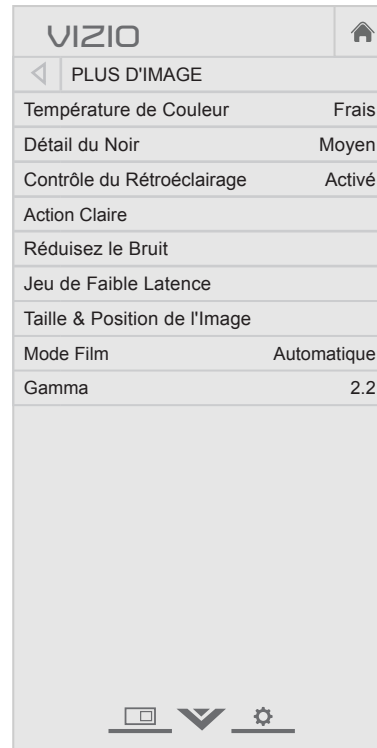 VIZIO
PLUS D'IMAGE
Température de Couleur Frais
Détail du Noir Moyen
Contrôle du Rétroéclairage Activé
Action Claire
Réduisez le Bruit
Jeu de Faible Latence
Taille & Position de l'Image
Mode Film Automatique
Gamma 2.2